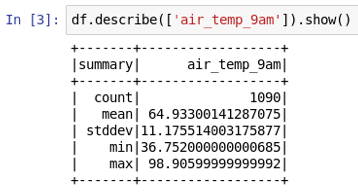 In [3]: df.describe(['air_temp_9am']).show()
+-------+-----------------+
|summary|     air_temp_9am|
+-------+-----------------+
|  count|             1090|
|   mean| 64.93300141287075|
| stddev|11.175514003175877|
|    min|36.752000000000685|
|    max| 98.90599999999992|
+-------+-----------------+